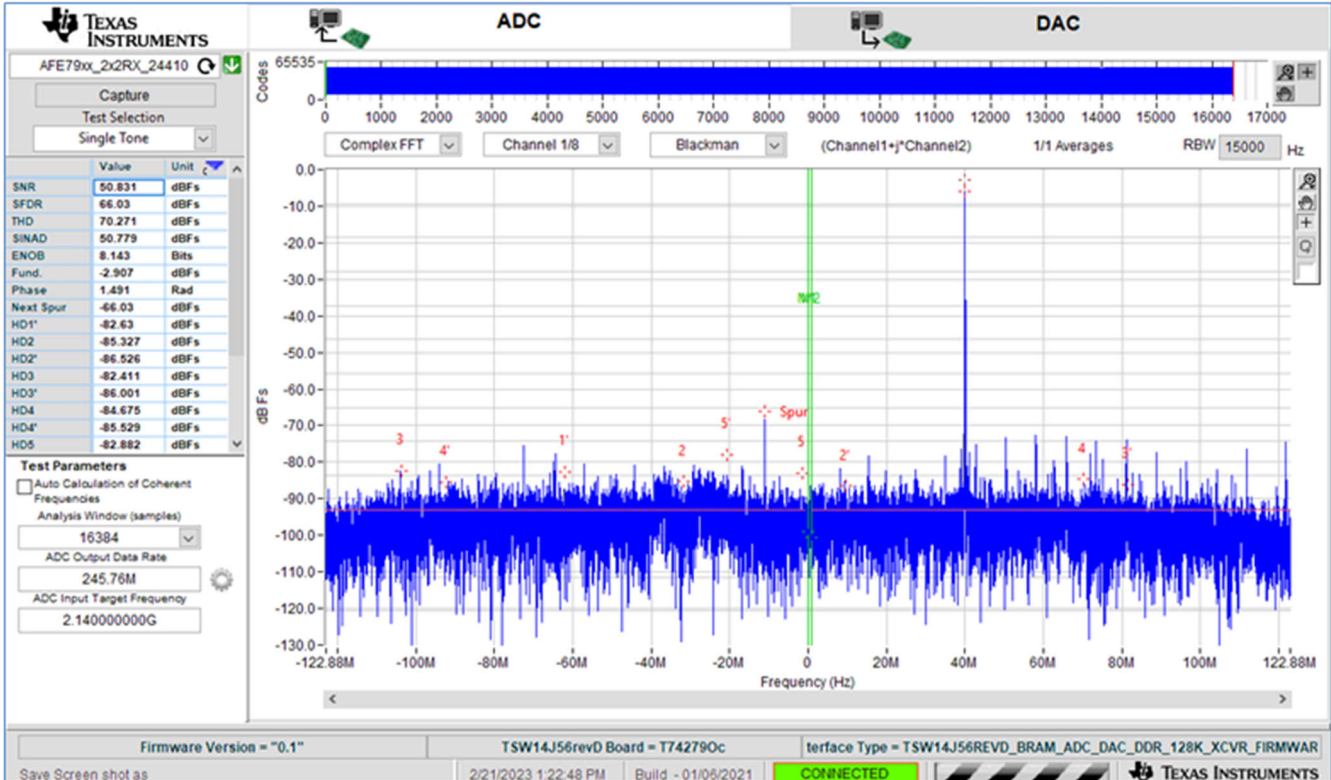 TEXAS
INSTRUMENTS
ADC
DAC
AFE79xx_2x2RX_24410
Capture
Test Selection
Single Tone
Value Unit
SNR 50.831 dBFs
SFDR 66.03 dBFs
THD 70.271 dBFs
SINAD 50.779 dBFs
ENOB 8.143 Bits
Fund. -2.907 dBFs
Phase 1.491 Rad
Next Spur -66.03 dBFs
HD1' -82.63 dBFs
HD2 -85.327 dBFs
HD2' -86.526 dBFs
HD3 -82.411 dBFs
HD3' -86.001 dBFs
HD4 -84.675 dBFs
HD4' -85.529 dBFs
HD5 -82.882 dBFs
Test Parameters
Auto Calculation of Coherent
Frequencies
Analysis Window (samples)
16384
ADC Output Data Rate
245.76M
ADC Input Target Frequency
2.140000000G
Codes
65535
0
0 1000 2000 3000 4000 5000 6000 7000 8000 9000 10000 11000 12000 13000 14000 15000 16000 17000
Complex FFT Channel 1/8 Blackman (Channel1+j*Channel2) 1/1 Averages RBW 15000 Hz
dBFs
0.0
-10.0
-20.0
-30.0
-40.0
-50.0
-60.0
-70.0
-80.0
-90.0
-100.0
-110.0
-120.0
-130.0
Spur
3 4' 1' 2 5' 5 2' 4 3'
-122.88M -100M -80M -60M -40M -20M 0 20M 40M 60M 80M 100M 122.88M
Frequency (Hz)
Firmware Version = "0.1"
TSW14J56revD Board = T74279Oc
terface Type = TSW14J56REVD_BRAM_ADC_DAC_DDR_128K_XCVR_FIRMWAR
Save Screen shot as
2/21/2023 1:22:48 PM
Build - 01/06/2021
CONNECTED
TEXAS INSTRUMENTS